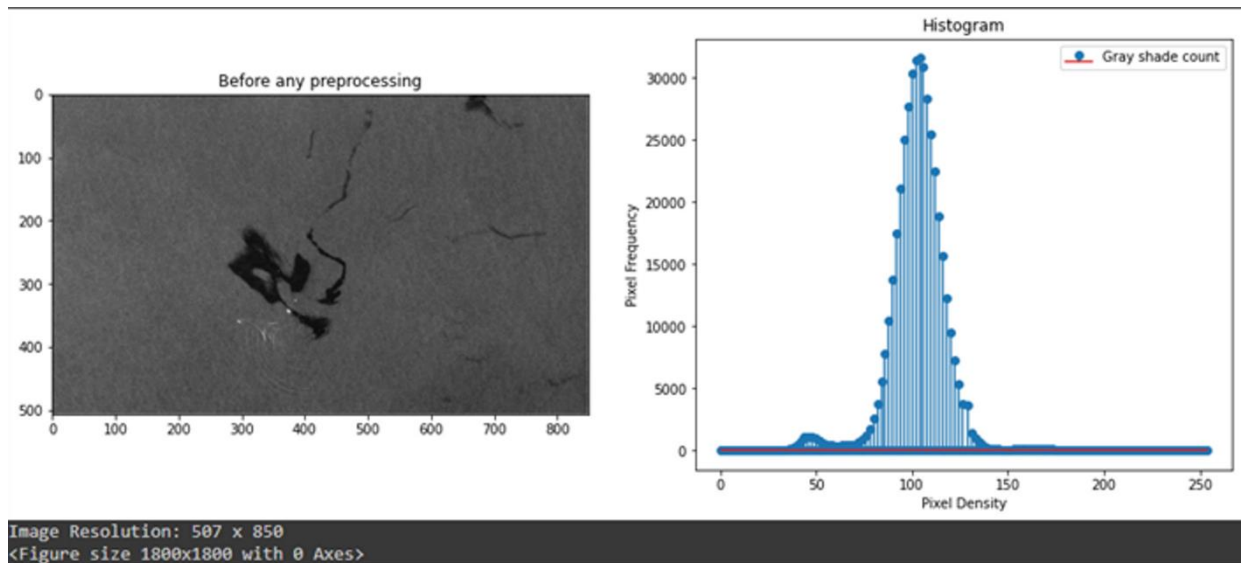 Before any preprocessing
0
100
200
300
400
500
0 100 200 300 400 500 600 700 800
Histogram
Gray shade count
Pixel Frequency
30000
25000
20000
15000
10000
5000
0
0 50 100 150 200 250
Pixel Density
Image Resolution: 507 x 850
<Figure size 1800x1800 with 0 Axes>